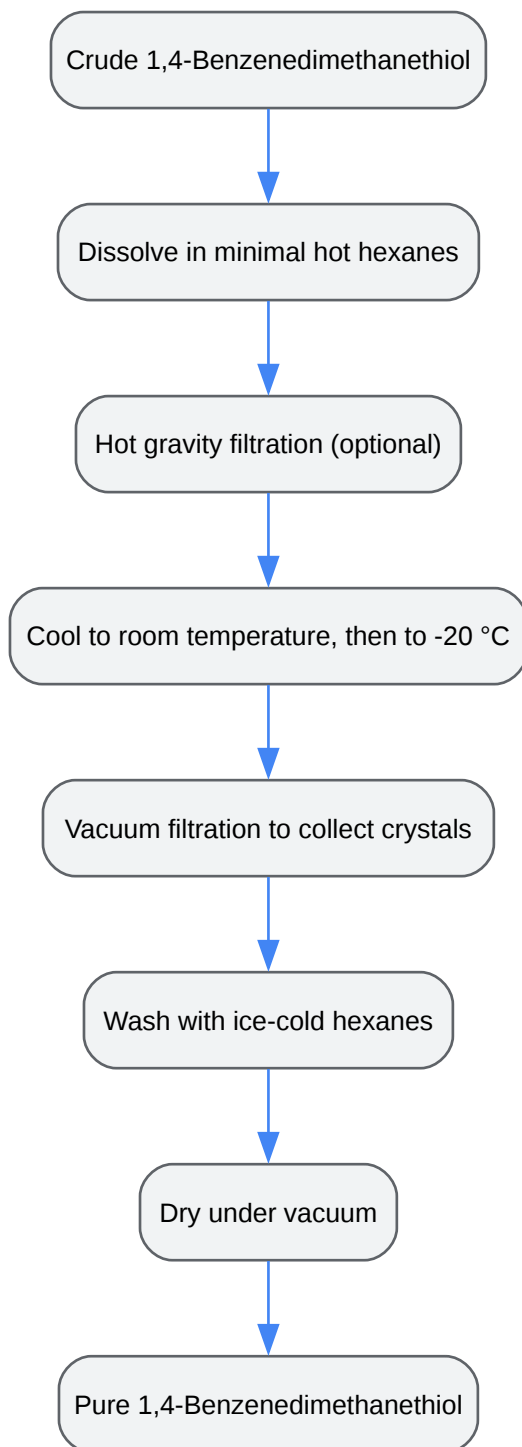 Crude 1,4-Benzenedimethanethiol
Dissolve in minimal hot hexanes
Hot gravity filtration (optional)
Cool to room temperature, then to -20 °C
Vacuum filtration to collect crystals
Wash with ice-cold hexanes
Dry under vacuum
Pure 1,4-Benzenedimethanethiol